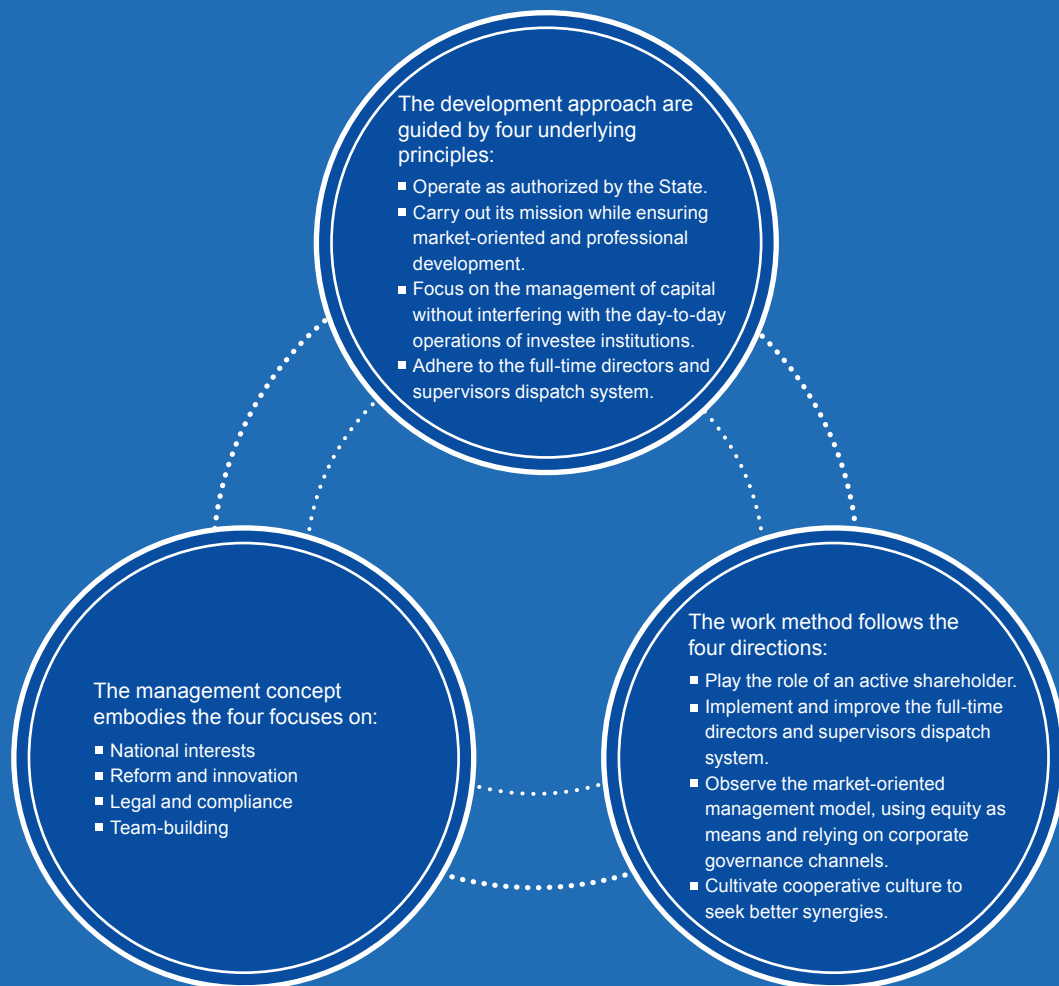 The development approach are
guided by four underlying
principles:
▪ Operate as authorized by the State.
▪ Carry out its mission while ensuring
market-oriented and professional
development.
▪ Focus on the management of capital
without interfering with the day-to-day
operations of investee institutions.
▪ Adhere to the full-time directors and
supervisors dispatch system.
The management concept
embodies the four focuses on:
▪ National interests
▪ Reform and innovation
▪ Legal and compliance
▪ Team-building
The work method follows the
four directions:
▪ Play the role of an active shareholder.
▪ Implement and improve the full-time
directors and supervisors dispatch
system.
▪ Observe the market-oriented
management model, using equity as
means and relying on corporate
governance channels.
▪ Cultivate cooperative culture to
seek better synergies.